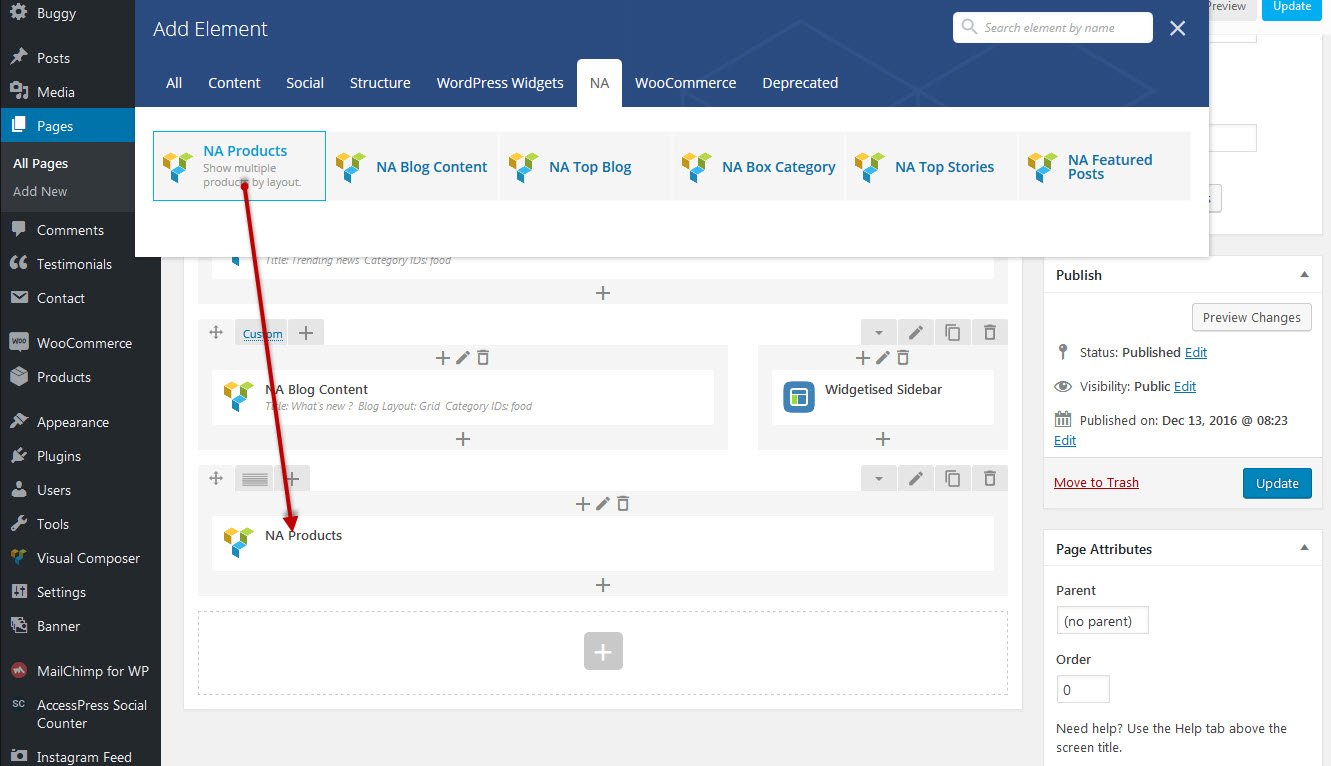 Buggy
Posts
Media
Pages
All Pages
Add New
Comments
Testimonials
Contact
WooCommerce
Products
Appearance
Plugins
Users
Tools
Visual Composer
Settings
Banner
MailChimp for WP
SC AccessPress Social
Counter
Instagram Feed
Add Element
Search element by name
All Content Social Structure WordPress Widgets NA WooCommerce Deprecated
NA Products
Show multiple
products by layout.
NA Blog Content
NA Top Blog
NA Box Category
NA Top Stories
NA Featured
Posts
Title: Trending news Category IDs: food
Custom
NA Blog Content
Title: What's new ? Blog Layout: Grid Category IDs: food
Widgetised Sidebar
NA Products
Preview
Update
Publish
Preview Changes
Status: Published Edit
Visibility: Public Edit
Published on: Dec 13, 2016 @ 08:23
Edit
Move to Trash
Update
Page Attributes
Parent
(no parent)
Order
0
Need help? Use the Help tab above the
screen title.